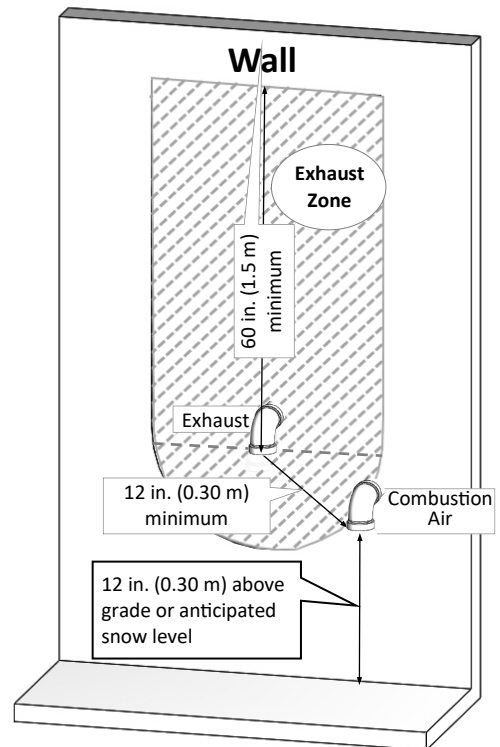 Wall
Exhaust
Zone
60 in. (1.5 m)
minimum
Exhaust
12 in. (0.30 m)
minimum
Combustion
Air
12 in. (0.30 m) above
grade or anticipated
snow level